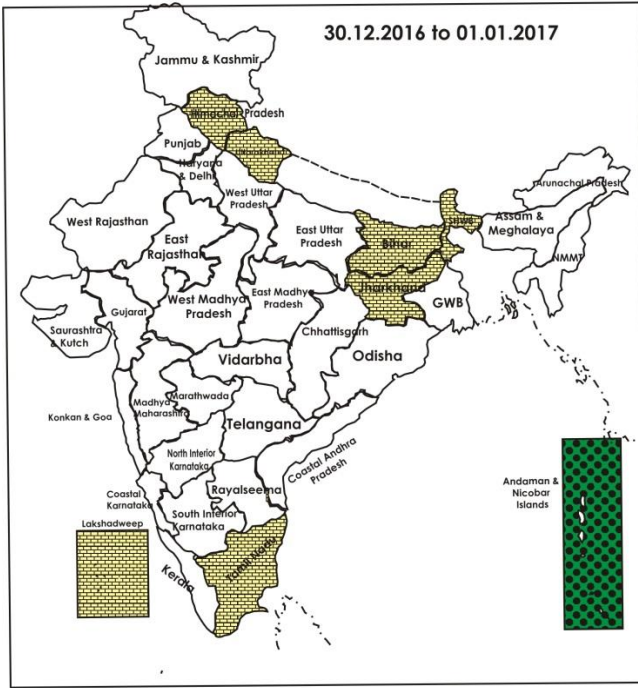 30.12.2016 to 01.01.2017
Jammu & Kashmir
Himachal Pradesh
Punjab
Uttarakhand
Haryana
& Delhi
West Uttar
Pradesh
Arunachal Pradesh
West Rajasthan
East Uttar
Pradesh
Bihar
SHWB
Assam &
Meghalaya
East
Rajasthan
NMMT
Jharkhand
East Madhya
Pradesh
West Madhya
Pradesh
GWB
Gujarat
Chhattisgarh
Saurashtra
& Kutch
Vidarbha
Odisha
Marathwada
Madhya
Maharashtra
Konkan & Goa
Telangana
North Interior
Karnataka
Coastal Andhra
Pradesh
Andaman &
Nicobar
Islands
Rayalseema
Coastal
Karnataka
South Interior
Karnataka
Lakshadweep
Tamil Nadu
Kerala